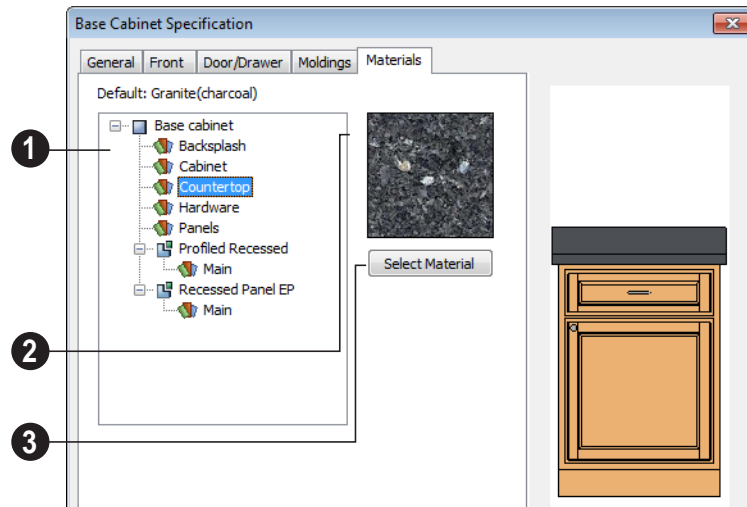 Base Cabinet Specification
General Front Door/Drawer Moldings Materials
Default: Granite(charcoal)
1
Base cabinet
Backsplash
Cabinet
Countertop
Hardware
Panels
Profiled Recessed
Main
Recessed Panel EP
Main
Select Material
2
3